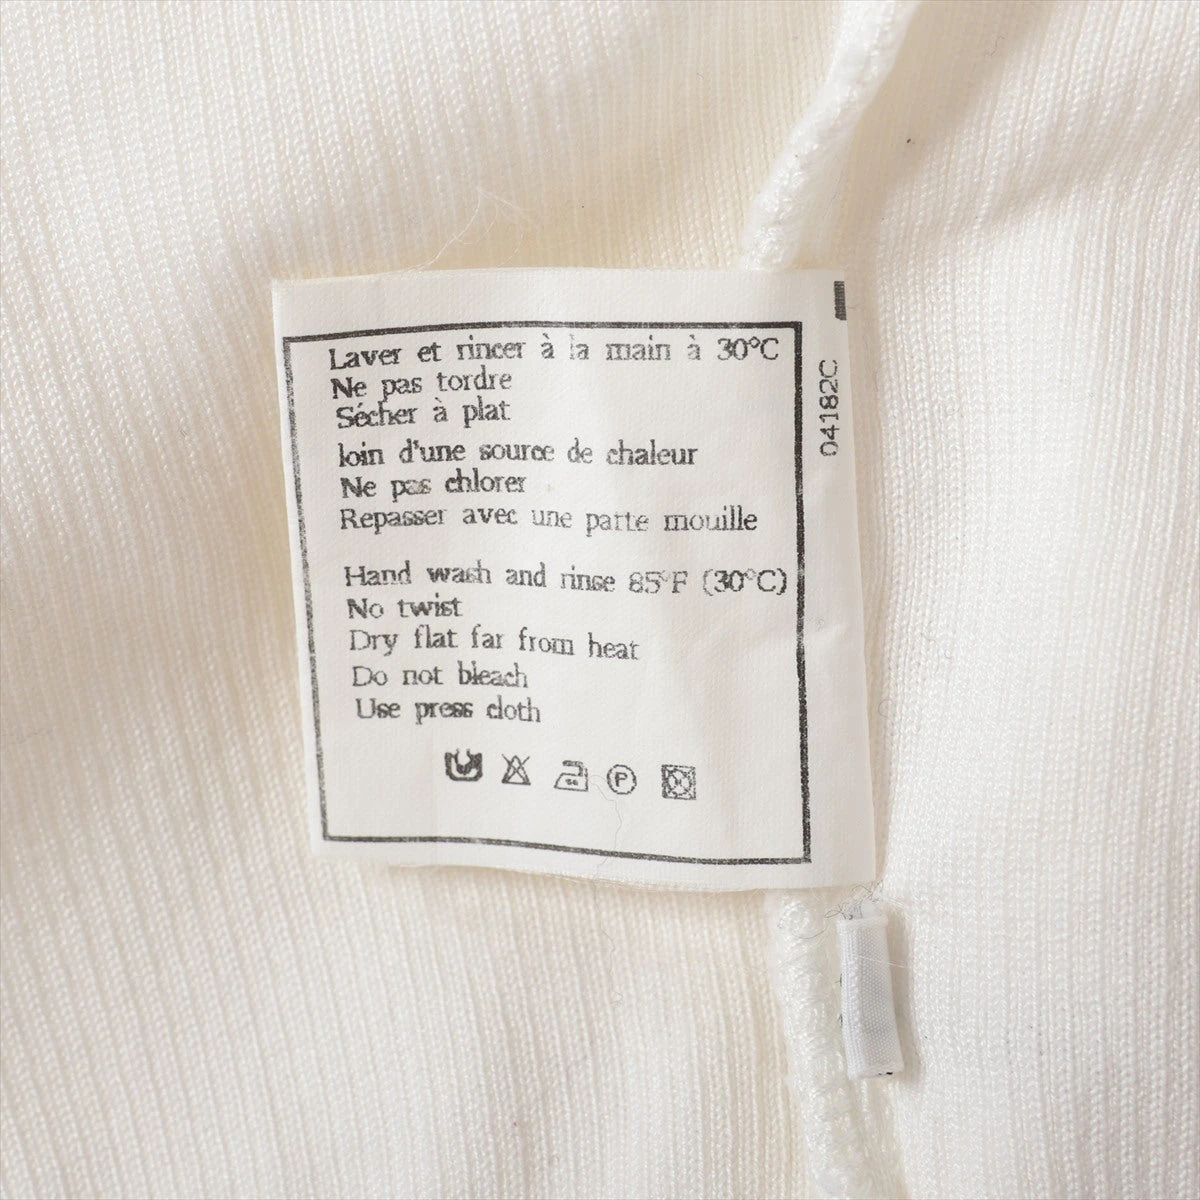 Laver et rincer à la main à 30°C
Ne pas tordre
Sécher à plat
loin d'une source de chaleur
Ne pas chlorer
Repasser avec une patte mouille
Hand wash and rinse 85°F (30°C)
No twist
Dry flat far from heat
Do not bleach
Use press cloth
P
04182C